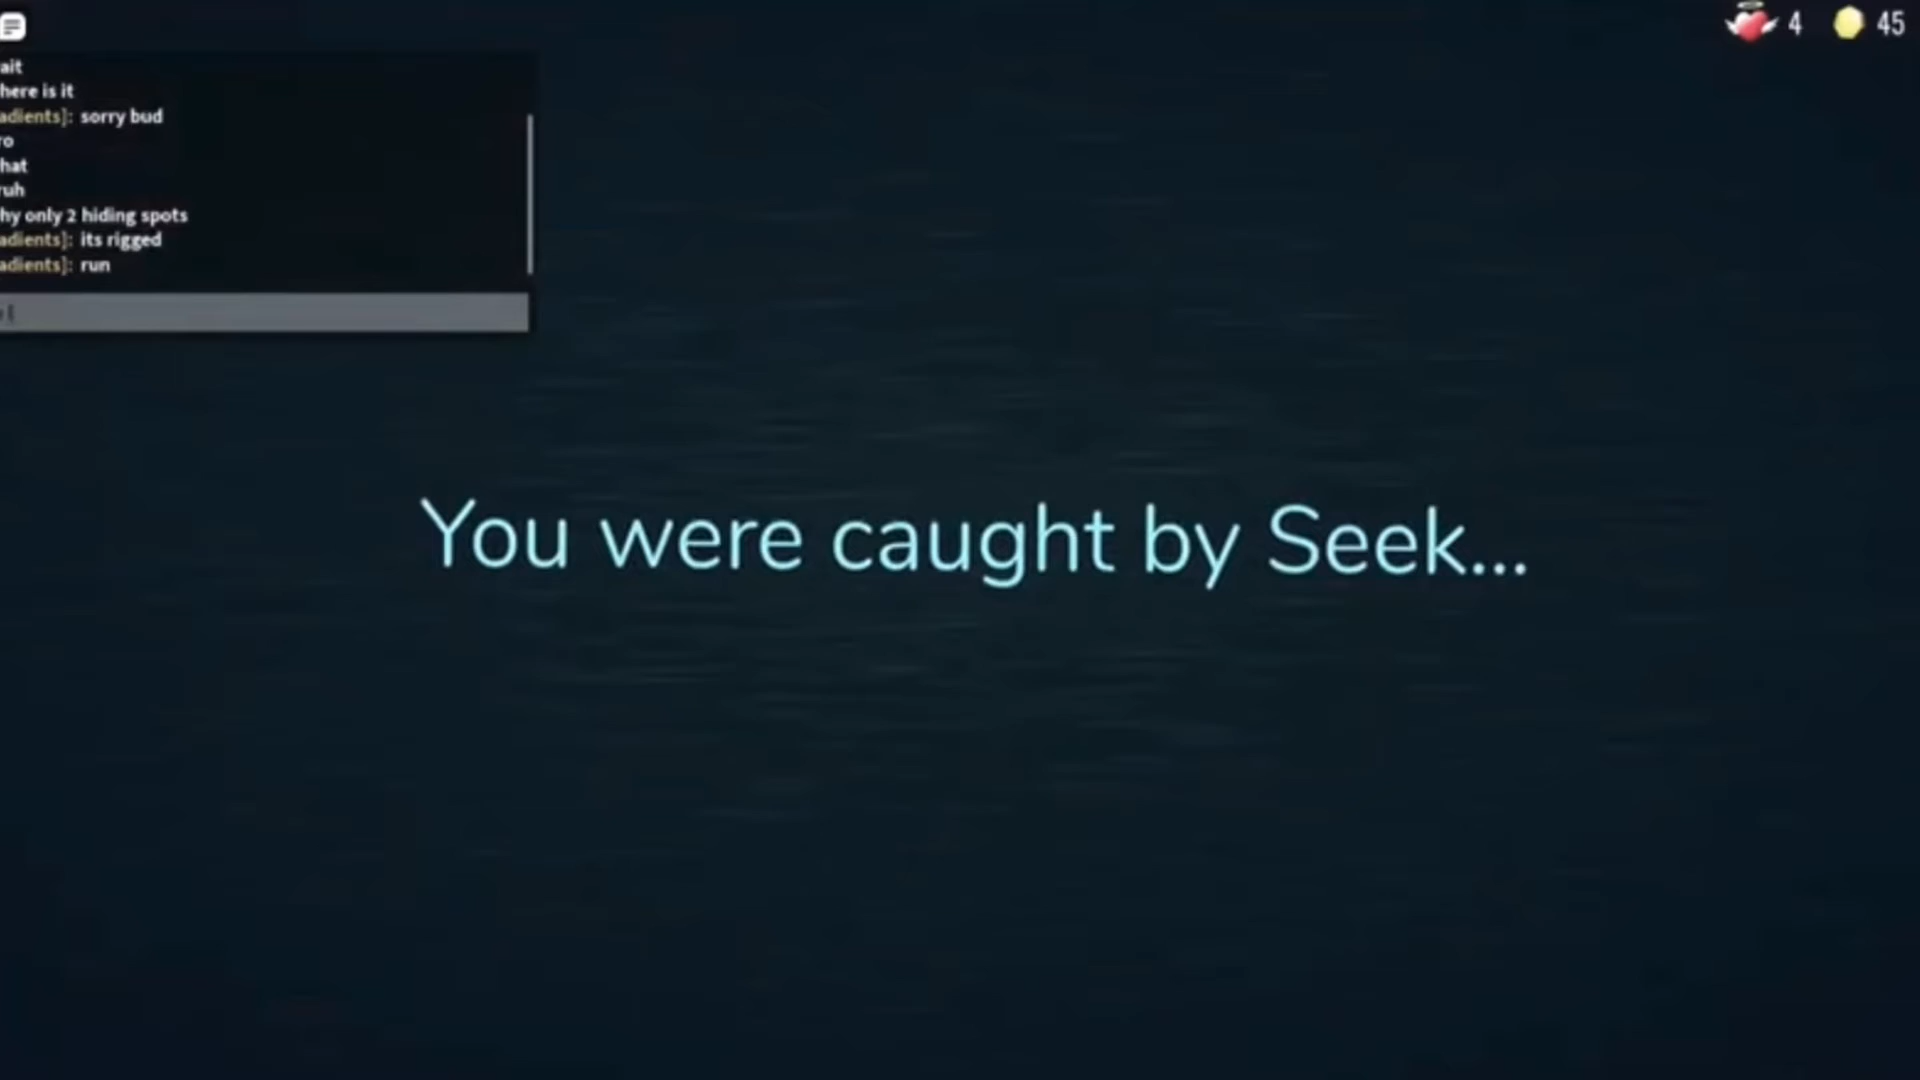 4 45
ait
here is it
adients]: sorry bud
ro
hat
ruh
hy only 2 hiding spots
adients]: its rigged
adients]: run
You were caught by Seek...